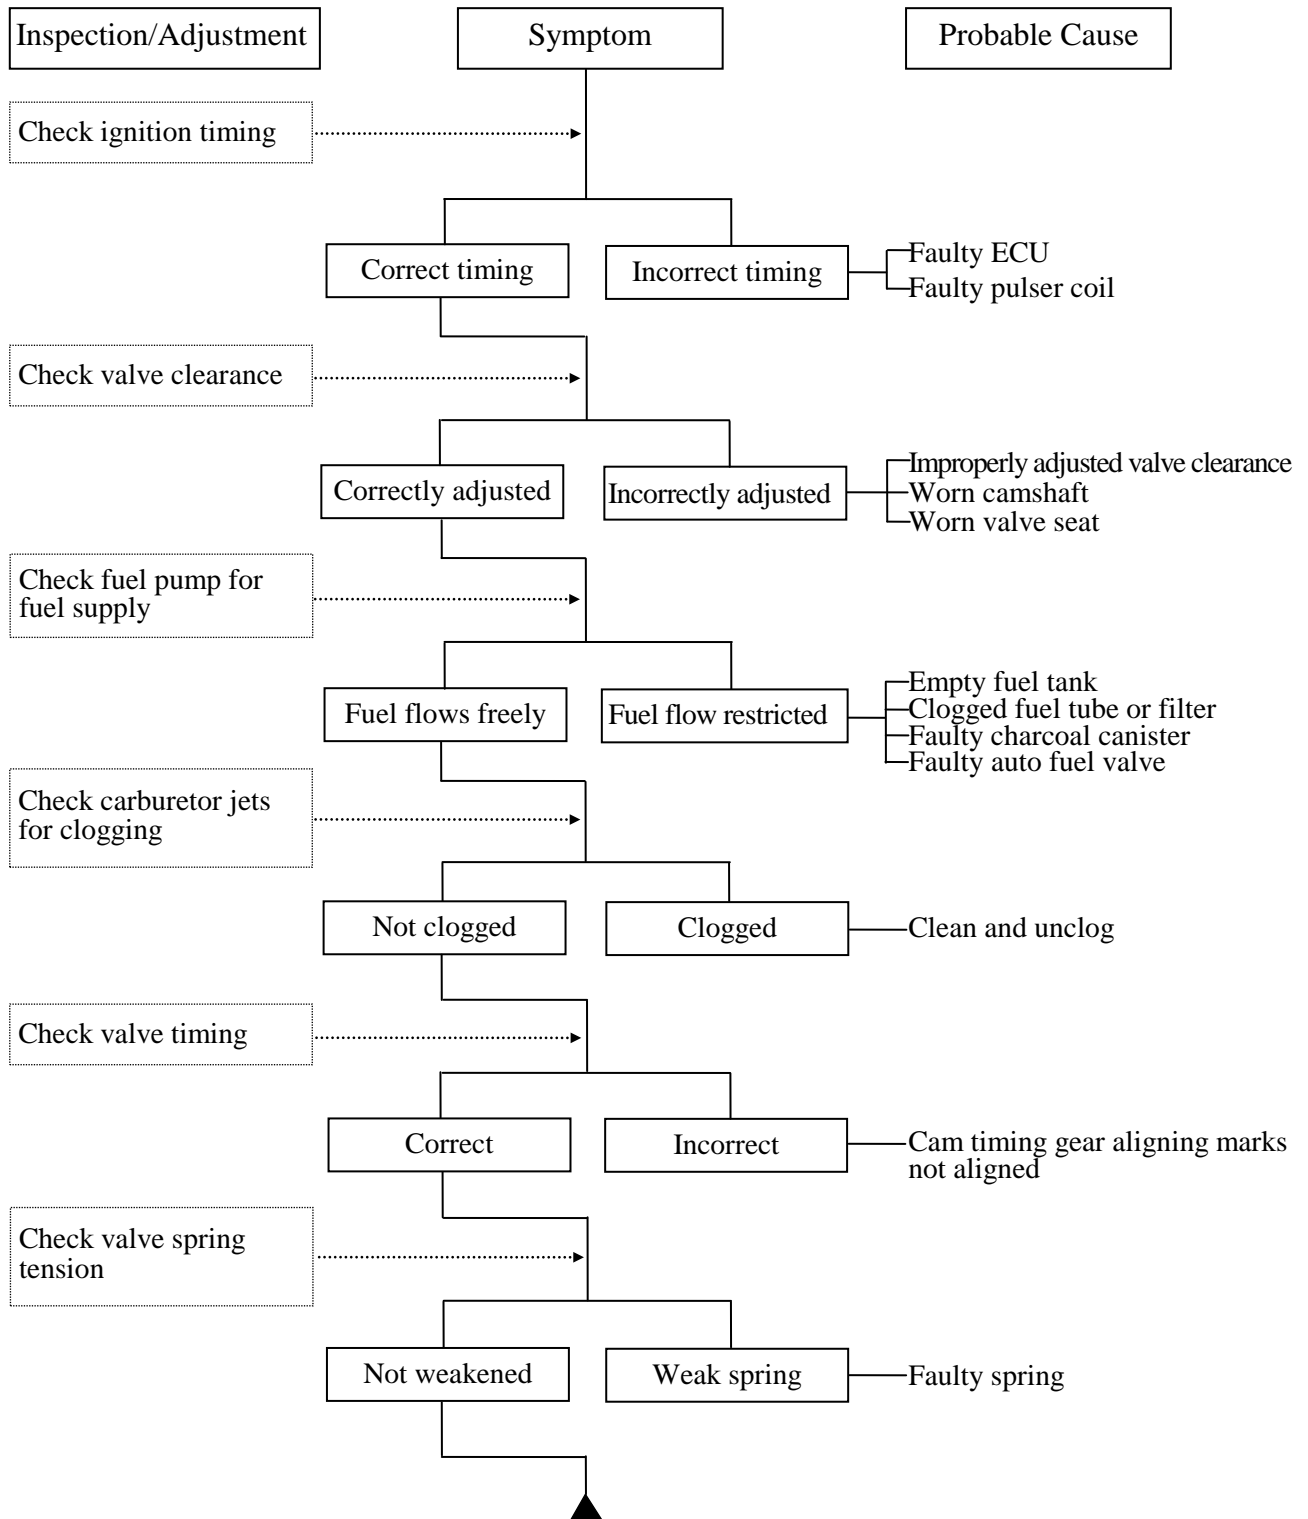 Inspection/Adjustment
Symptom
Probable Cause
Check ignition timing
Correct timing
Incorrect timing
Faulty ECU
Faulty pulser coil
Check valve clearance
Correctly adjusted
Incorrectly adjusted
Improperly adjusted valve clearance
Worn camshaft
Worn valve seat
Check fuel pump for
fuel supply
Fuel flows freely
Fuel flow restricted
Empty fuel tank
Clogged fuel tube or filter
Faulty charcoal canister
Faulty auto fuel valve
Check carburetor jets
for clogging
Not clogged
Clogged
Clean and unclog
Check valve timing
Correct
Incorrect
Cam timing gear aligning marks
not aligned
Check valve spring
tension
Not weakened
Weak spring
Faulty spring